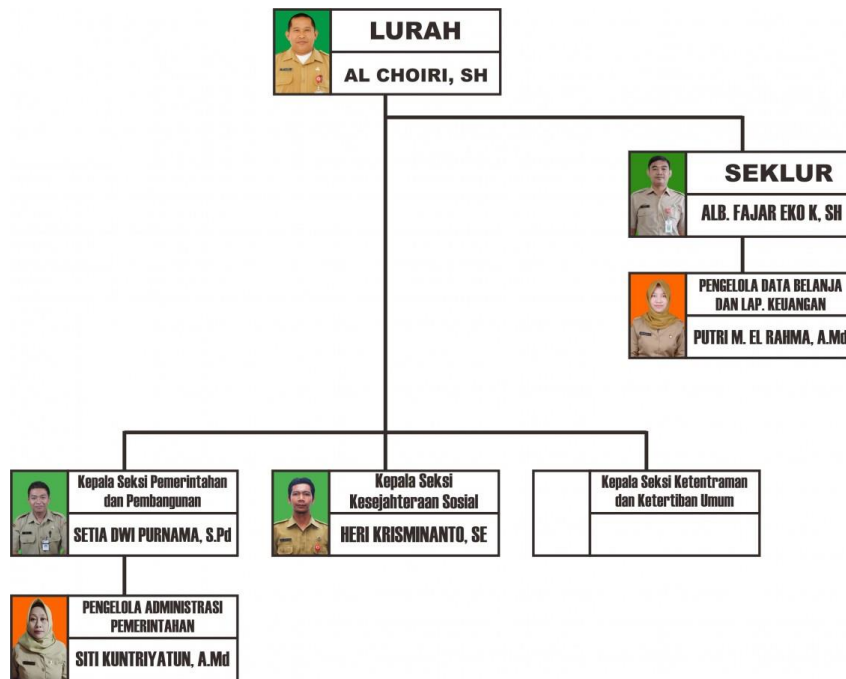 LURAH
AL CHOIRI, SH
SEKLUR
ALB. FAJAR EKO K, SH
PENGELOLA DATA BELANJA
DAN LAP. KEUANGAN
PUTRI M. EL RAHMA, A.Md
Kepala Seksi Pemerintahan
dan Pembangunan
SETIA DWI PURNAMA, S.Pd
Kepala Seksi
Kesejahteraan Sosial
HERI KRISMINANTO, SE
Kepala Seksi Ketentraman
dan Ketertiban Umum
PENGELOLA ADMINISTRASI
PEMERINTAHAN
SITI KUNTRIYATUN, A.Md